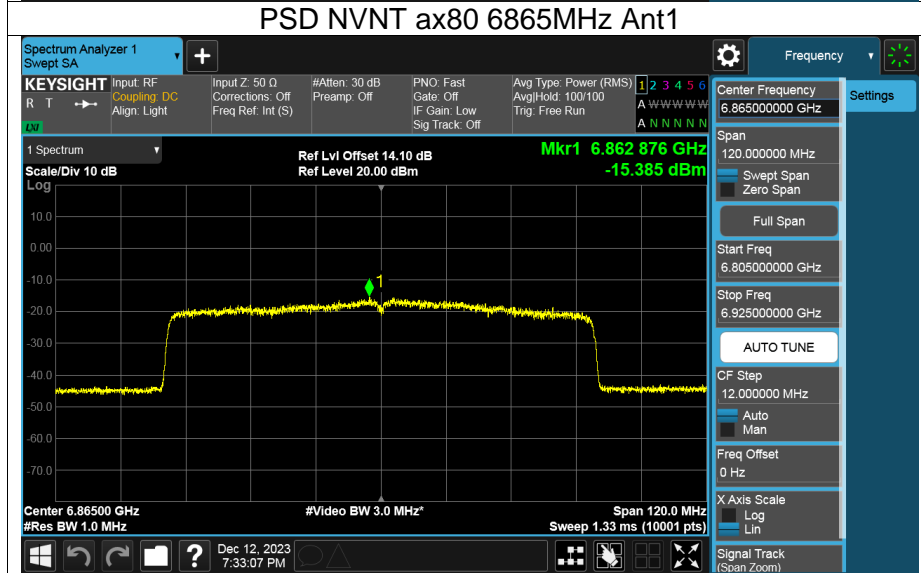 PSD NVNT ax80 6865MHz Ant1
Spectrum Analyzer 1
Swept SA
+
Frequency
KEYSIGHT
R T
LXI
Input: RF
Coupling: DC
Align: Light
Input Z: 50 Ω
Corrections: Off
Freq Ref: Int (S)
#Atten: 30 dB
Preamp: Off
PNO: Fast
Gate: Off
IF Gain: Low
Sig Track: Off
Avg Type: Power (RMS)
Avg|Hold: 100/100
Trig: Free Run
1 2 3 4 5 6
A W W W W W
A N N N N N
1 Spectrum
Scale/Div 10 dB
Log
Ref Lvl Offset 14.10 dB
Ref Level 20.00 dBm
Mkr1 6.862 876 GHz
-15.385 dBm
10.0
0.00
-10.0
-20.0
-30.0
-40.0
-50.0
-60.0
-70.0
1
Center 6.86500 GHz
#Res BW 1.0 MHz
#Video BW 3.0 MHz*
Span 120.0 MHz
Sweep 1.33 ms (10001 pts)
?
Dec 12, 2023
7:33:07 PM
Center Frequency
6.865000000 GHz
Settings
Span
120.000000 MHz
Swept Span
Zero Span
Full Span
Start Freq
6.805000000 GHz
Stop Freq
6.925000000 GHz
AUTO TUNE
CF Step
12.000000 MHz
Auto
Man
Freq Offset
0 Hz
X Axis Scale
Log
Lin
Signal Track
(Span Zoom)